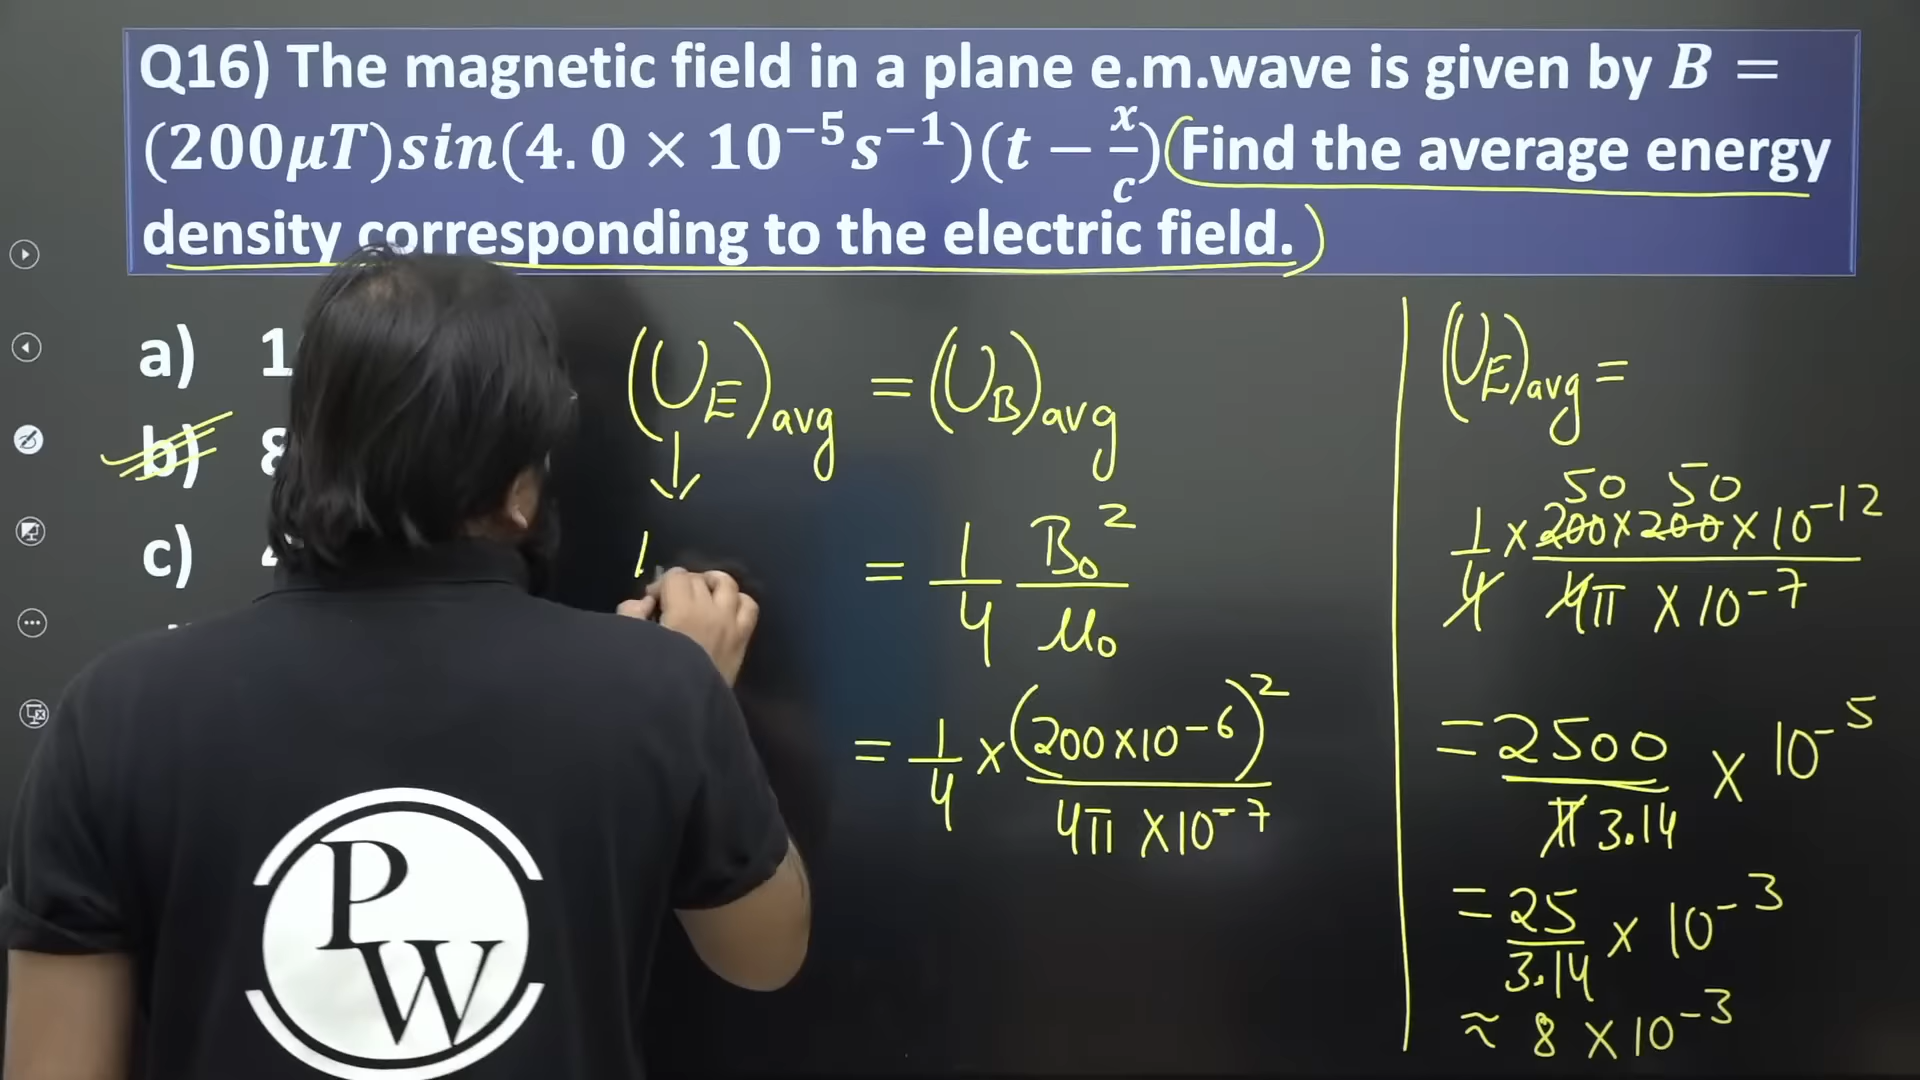 Q16) The magnetic field in a plane e.m.wave is given by B =
(200μT)sin(4.0 × 10⁻⁵s⁻¹)(t − x/c) (Find the average energy
density corresponding to the electric field.)
a) 1
b) 8
c)
(U_E)avg = (U_B)avg
↓
1
= 1/4 B₀²/μ₀
= 1/4 × (200×10⁻⁶)²/4π × 10⁻⁷
(U_E)avg =
50 50
1/4 × 200×200×10⁻¹²/4π × 10⁻⁷
= 2500/π 3.14 × 10⁻⁵
= 25/3.14 × 10⁻³
≈ 8 × 10⁻³
P
W